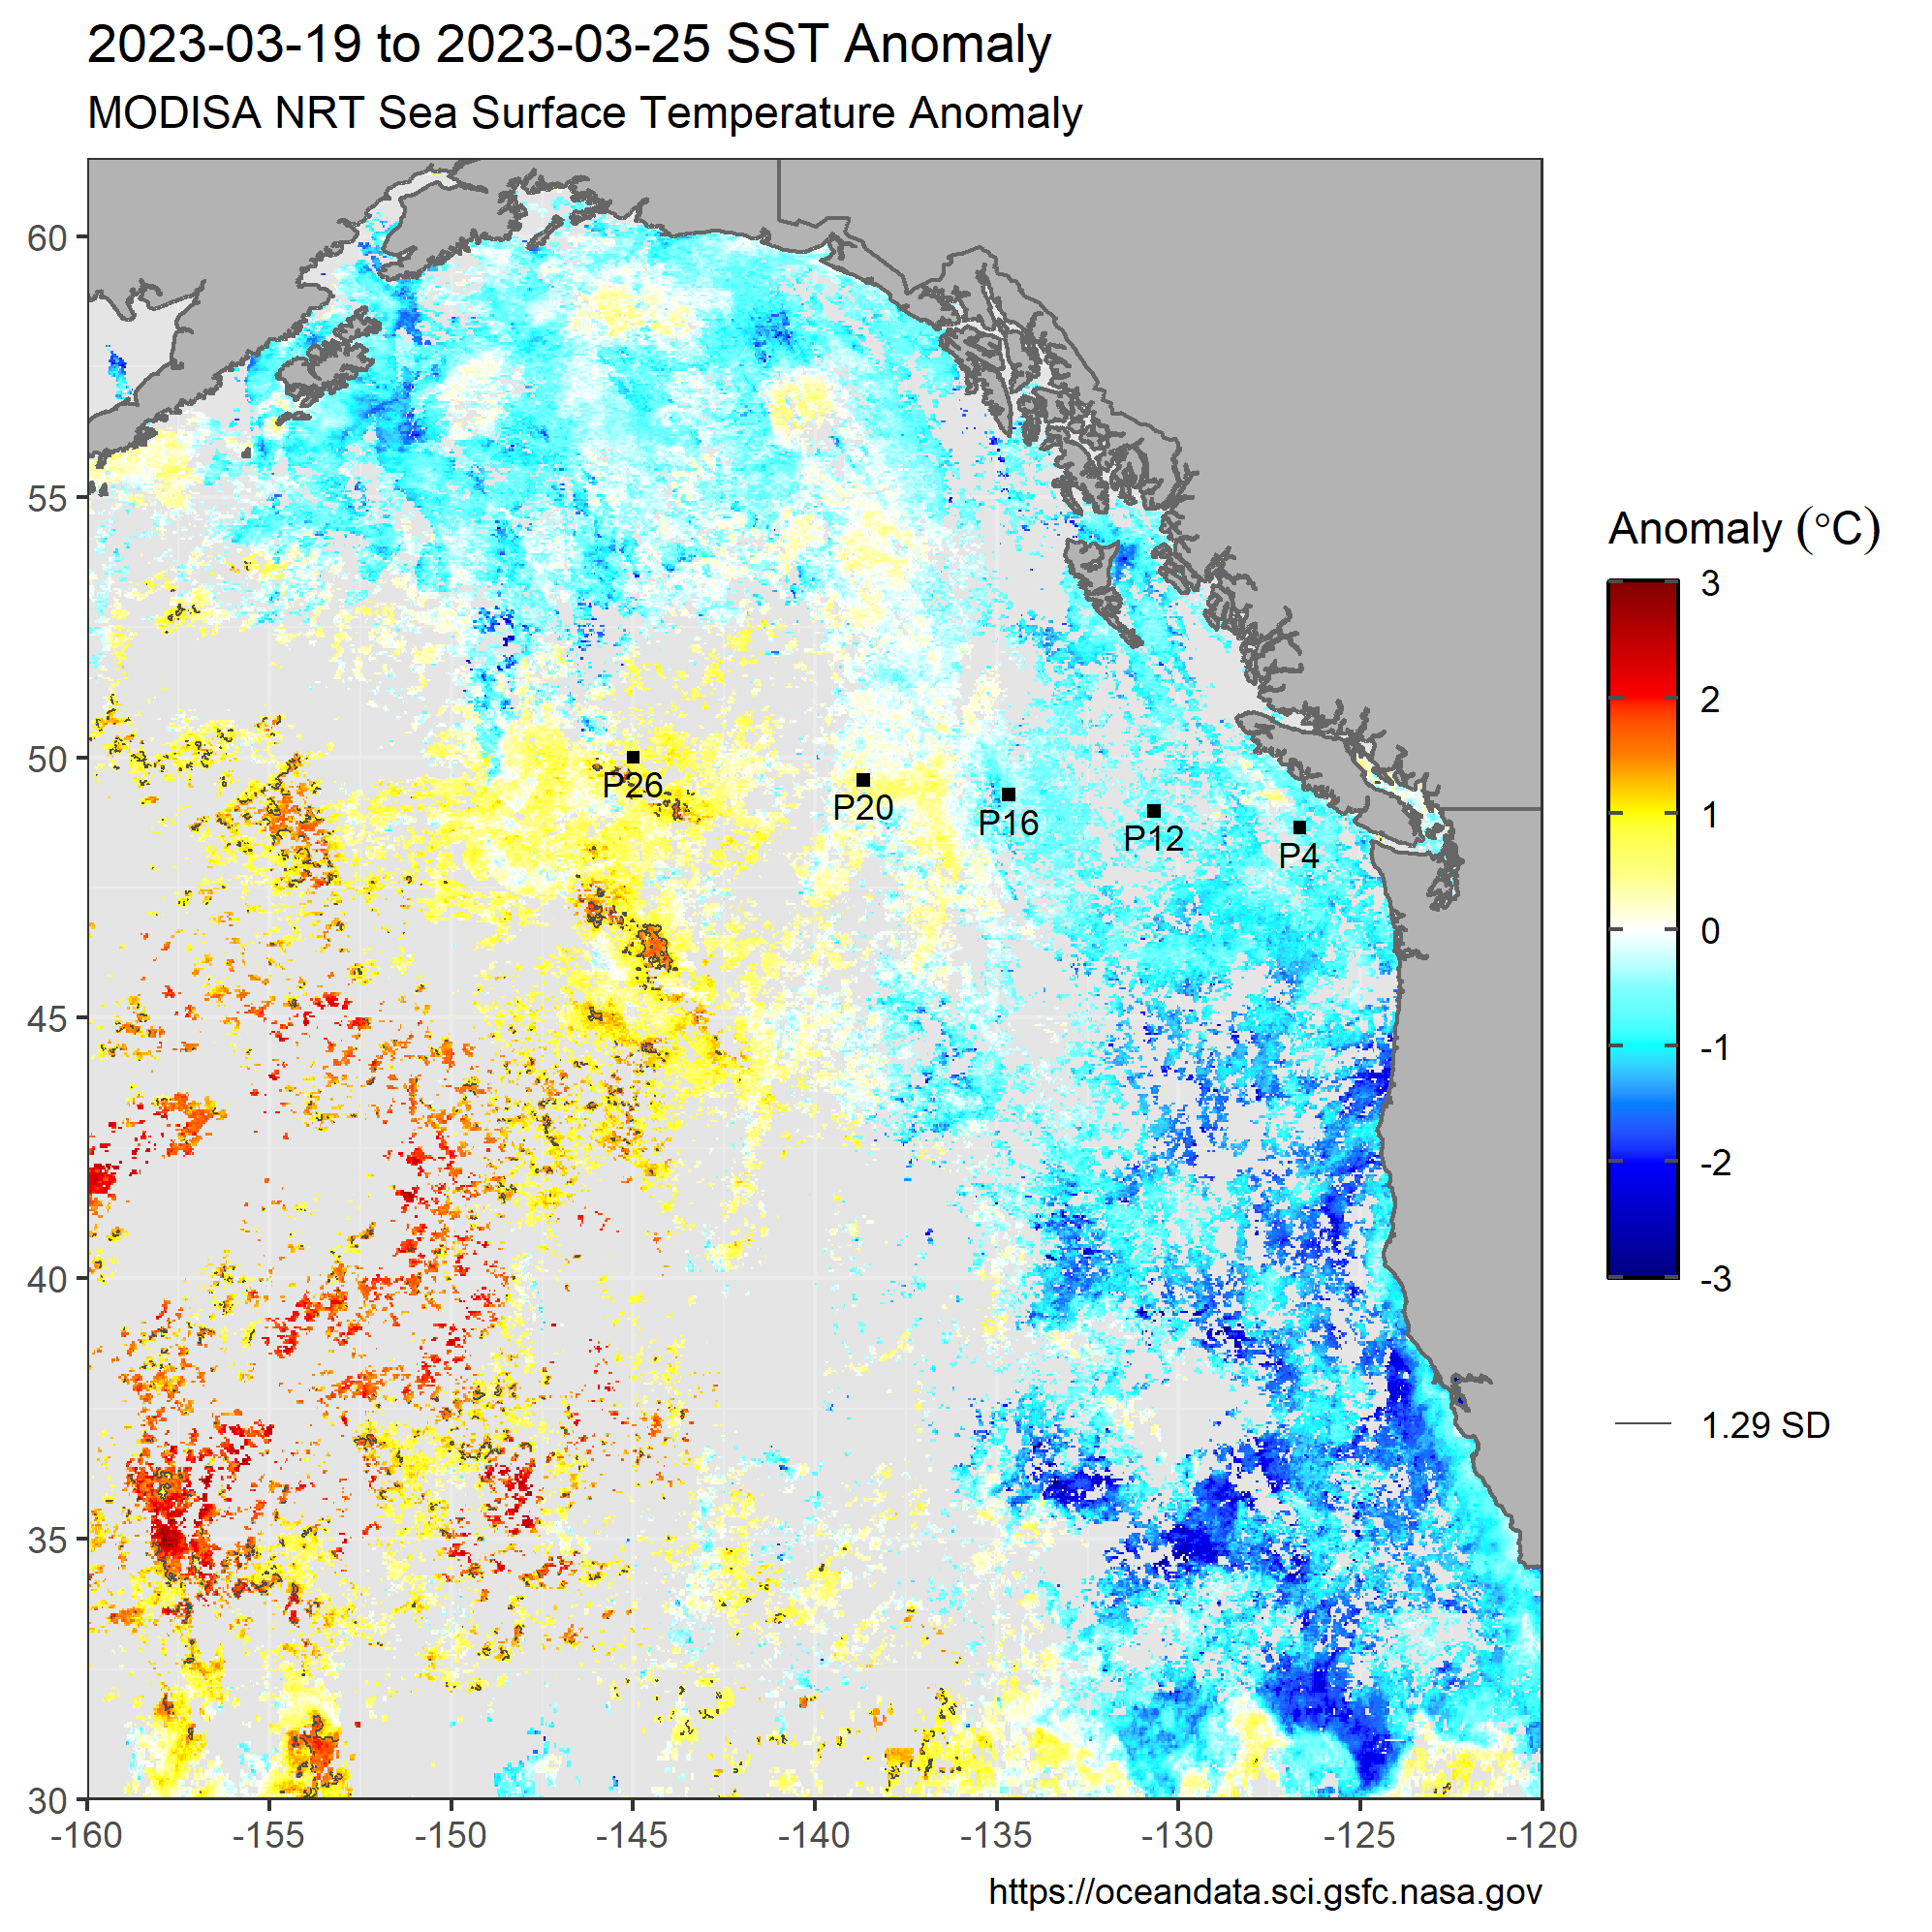 2023-03-19 to 2023-03-25 SST Anomaly
MODISA NRT Sea Surface Temperature Anomaly
60
55
50
45
40
35
30
-160
-155
-150
-145
-140
-135
-130
-125
-120
P26
P20
P16
P12
P4
Anomaly (°C)
3
2
1
0
-1
-2
-3
1.29 SD
https://oceandata.sci.gsfc.nasa.gov